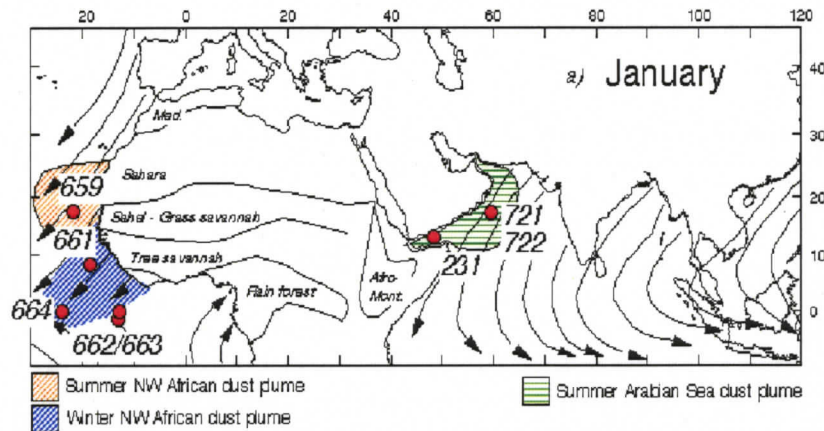 20 0 20 40 60 80 100 120
a) January
40
30
20
10
0
Med.
Sahara
659
Sahel - Grass savannah
661
Tree savannah
721
722
231
Afro-
Mont.
Rain forest
664
662/663
Summer NW African dust plume
Winter NW African dust plume
Summer Arabian Sea dust plume